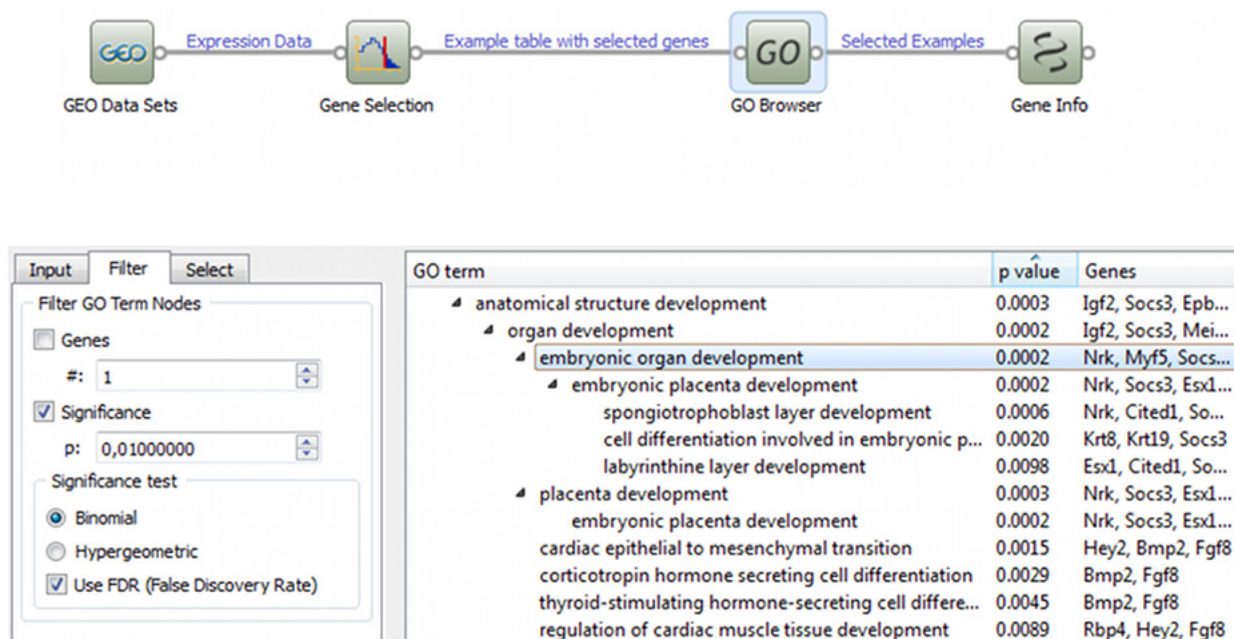 Expression Data
Example table with selected genes
Selected Examples
GEO
GO
GEO Data Sets
Gene Selection
GO Browser
Gene Info
Input Filter Select
Filter GO Term Nodes
Genes
#: 1
Significance
p: 0,01000000
Significance test
Binomial
Hypergeometric
Use FDR (False Discovery Rate)
GO term p value Genes
anatomical structure development 0.0003 Igf2, Socs3, Epb...
organ development 0.0002 Igf2, Socs3, Mei...
embryonic organ development 0.0002 Nrk, Myf5, Socs...
embryonic placenta development 0.0002 Nrk, Socs3, Esx1...
spongiotrophoblast layer development 0.0006 Nrk, Cited1, So...
cell differentiation involved in embryonic p... 0.0020 Krt8, Krt19, Socs3
labyrinthine layer development 0.0098 Esx1, Cited1, So...
placenta development 0.0003 Nrk, Socs3, Esx1...
embryonic placenta development 0.0002 Nrk, Socs3, Esx1...
cardiac epithelial to mesenchymal transition 0.0015 Hey2, Bmp2, Fgf8
corticotropin hormone secreting cell differentiation 0.0029 Bmp2, Fgf8
thyroid-stimulating hormone-secreting cell differe... 0.0045 Bmp2, Fgf8
regulation of cardiac muscle tissue development 0.0089 Rbp4, Hey2, Fgf8